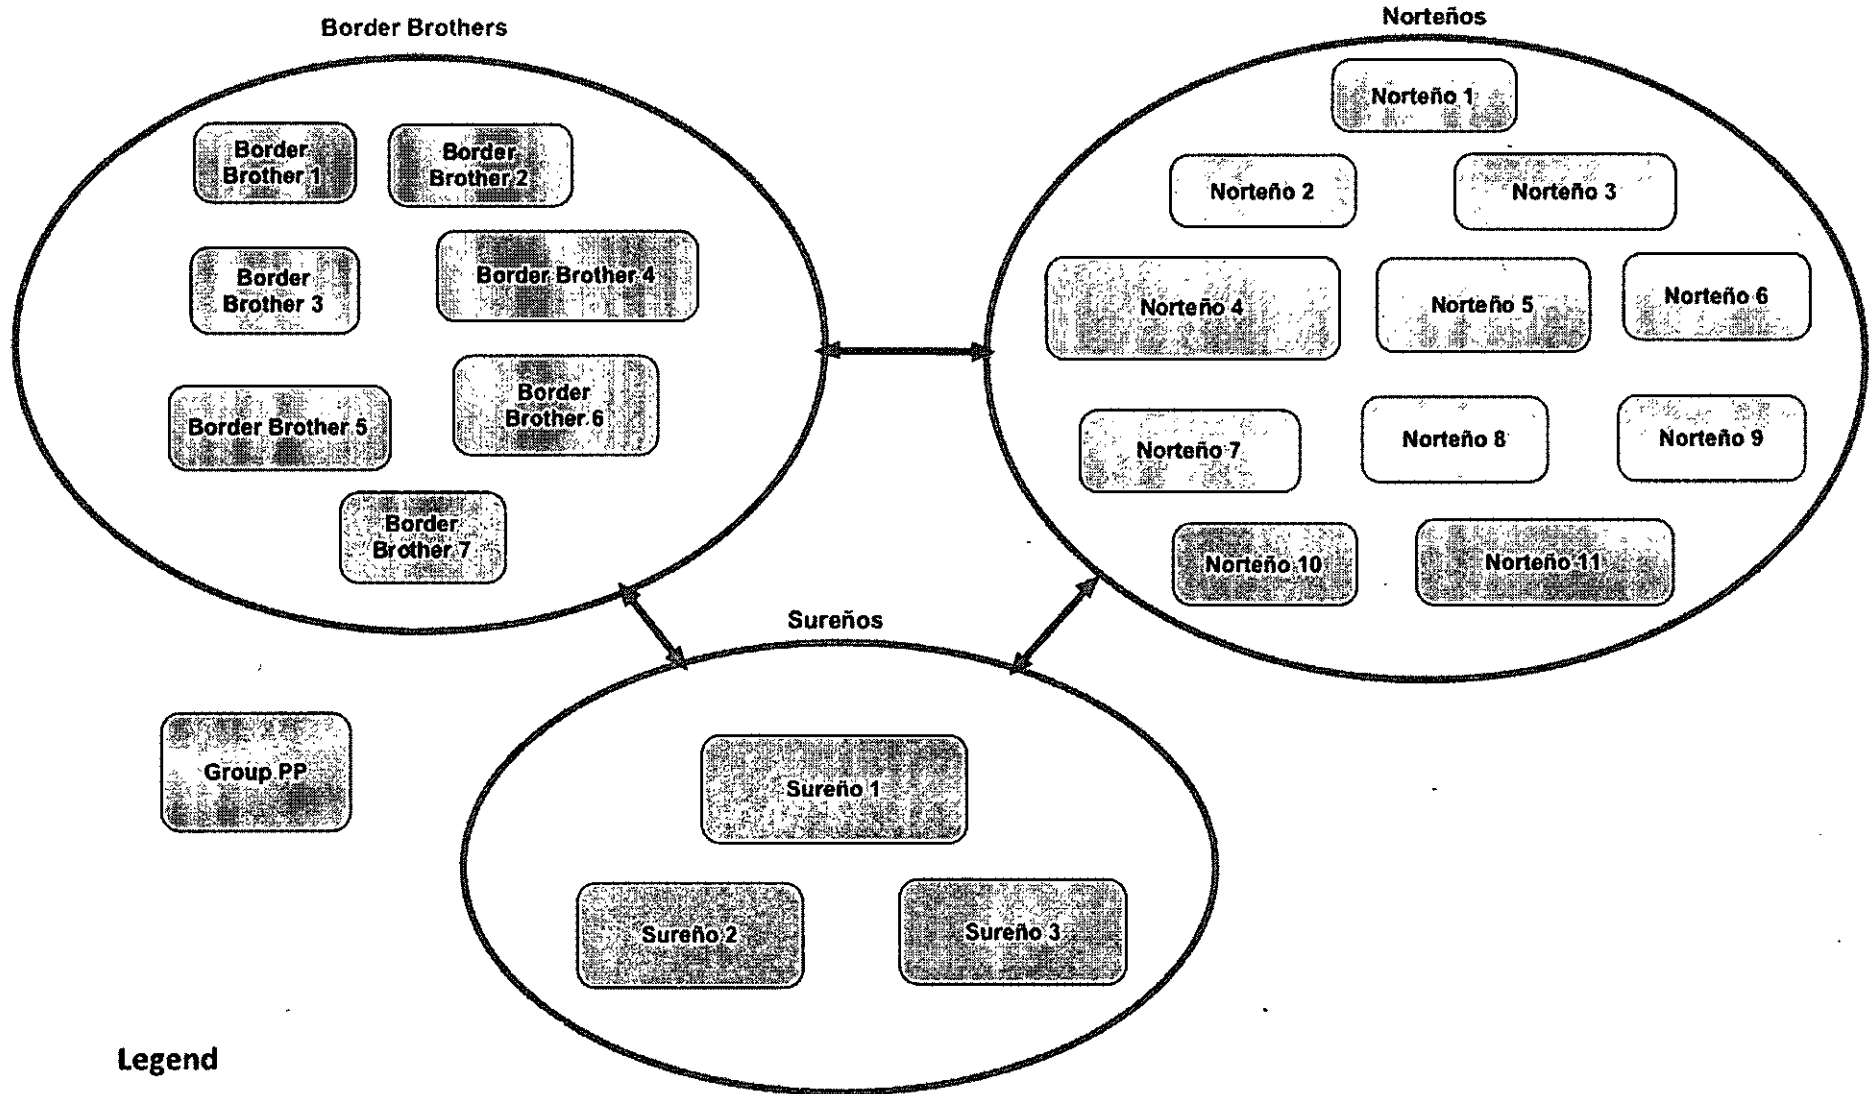 Border Brothers
Border
Brother 1
Border
Brother 2
Border
Brother 3
Border Brother 4
Border Brother 5
Border
Brother 6
Border
Brother 7
Norteños
Norteño 1
Norteño 2
Norteño 3
Norteño 4
Norteño 5
Norteño 6
Norteño 7
Norteño 8
Norteño 9
Norteño 10
Norteño 11
Sureños
Sureño 1
Sureño 2
Sureño 3
Group PP
Legend